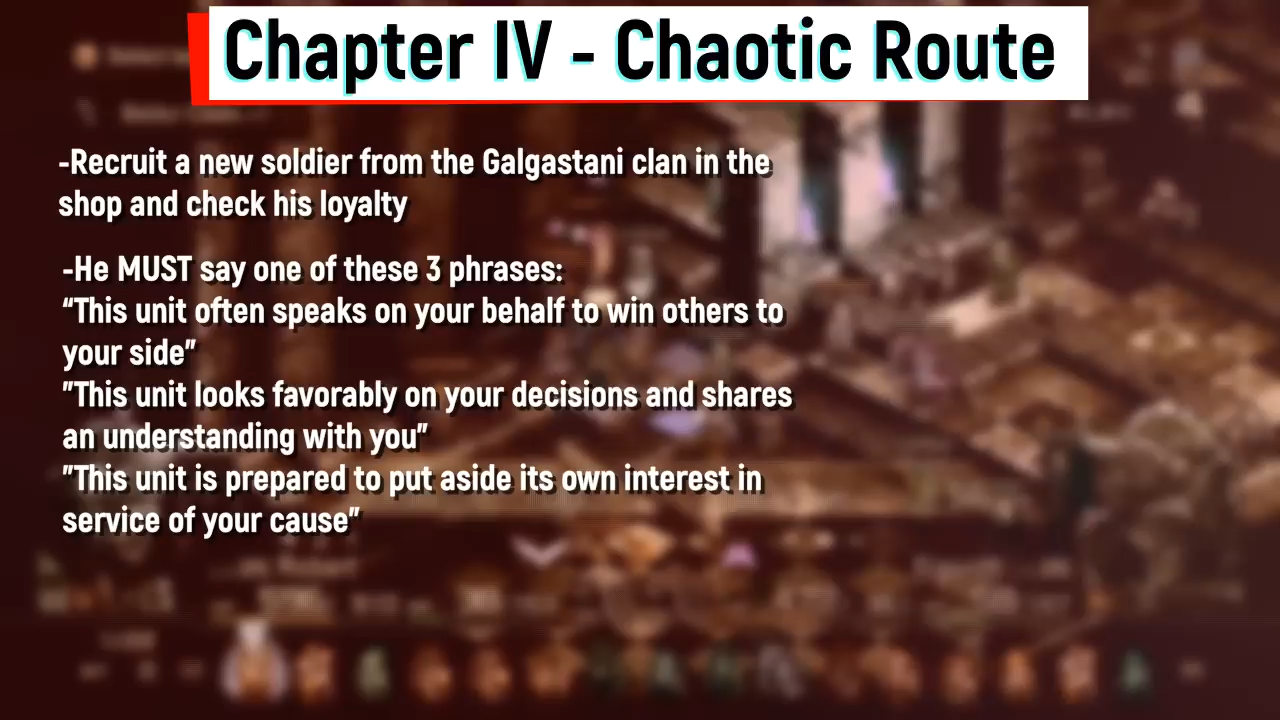 Chapter IV - Chaotic Route
-Recruit a new soldier from the Galgastani clan in the
shop and check his loyalty
-He MUST say one of these 3 phrases:
“This unit often speaks on your behalf to win others to
your side”
"This unit looks favorably on your decisions and shares
an understanding with you”
"This unit is prepared to put aside its own interest in
service of your cause”